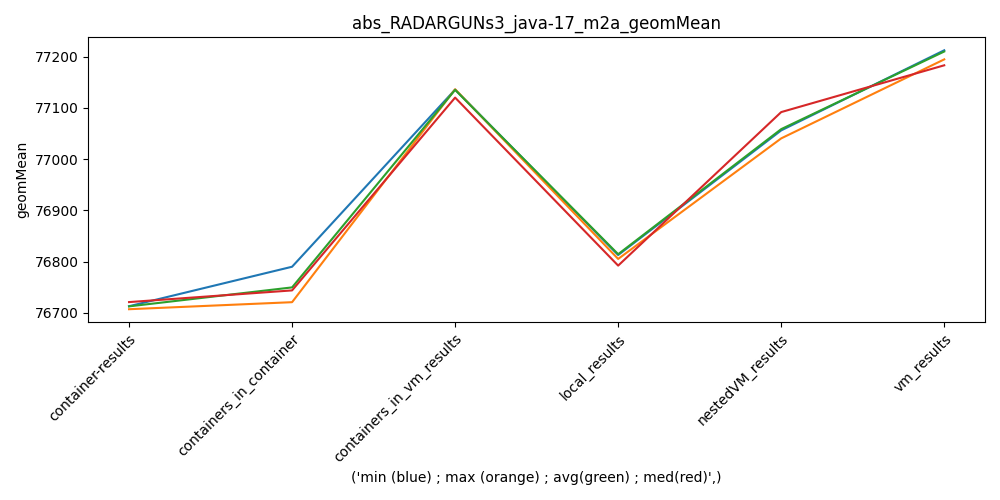 abs_RADARGUNs3_java-17_m2a_geomMean
77200
77100
77000
76900
76800
76700
geomMean
container-results
containers_in_container
containers_in_vm_results
local_results
nestedVM_results
vm_results
('min (blue) ; max (orange) ; avg(green) ; med(red)',)